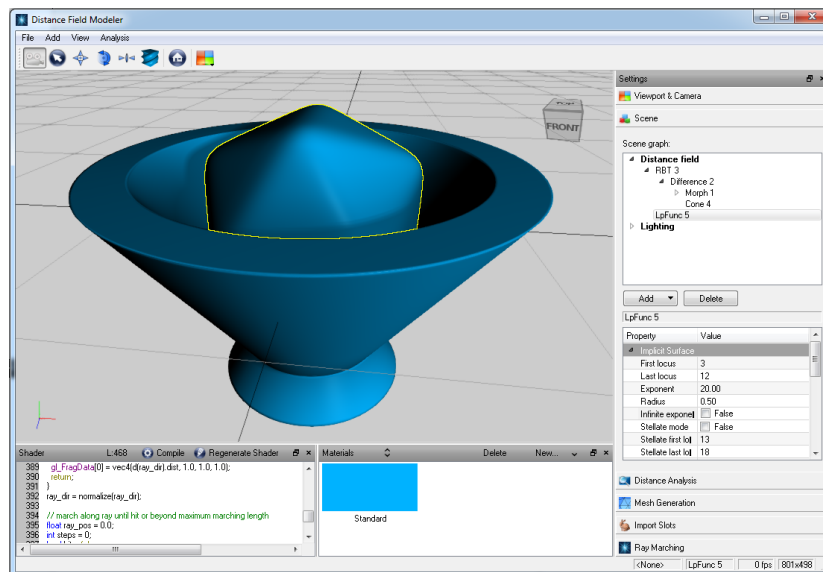 Distance Field Modeler
File Add View Analysis
TOP
FRONT
Settings
Viewport & Camera
Scene
Scene graph:
Distance field
RBT 3
Difference 2
Morph 1
Cone 4
LpFunc 5
Lighting
Add Delete
LpFunc 5
Property Value
Implicit Surface
First locus 3
Last locus 12
Exponent 20.00
Radius 0.50
Infinite exponel False
Stellate mode False
Stellate first lol 13
Stellate last lol 18
Distance Analysis
Mesh Generation
Import Slots
Ray Marching
Shader L:468 Compile Regenerate Shader
389 gl_FragData[0] = vec4(d(ray_dir).dist, 1.0, 1.0, 1.0);
390 return;
391 }
392 ray_dir = normalize(ray_dir);
393
394 // march along ray until hit or beyond maximum marching length
395 float ray_pos = 0.0;
396 int steps = 0;
Materials Delete New...
Standard
<None> LpFunc 5 0 fps 801x498